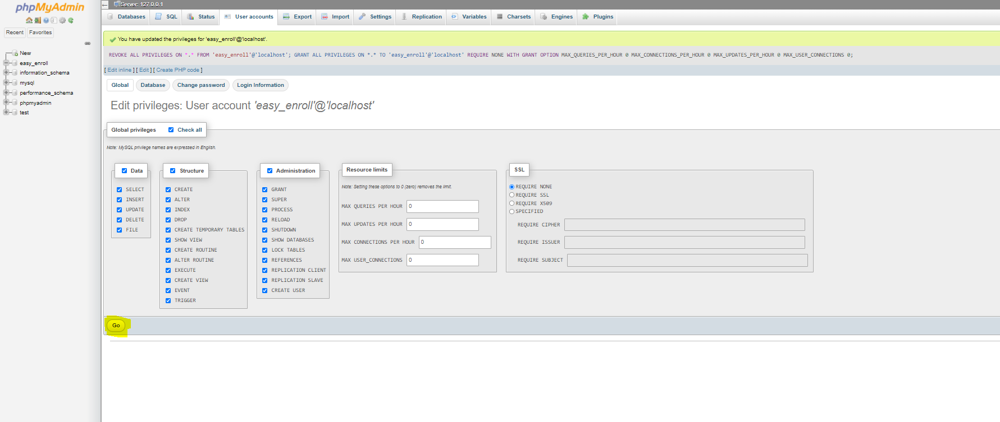 phpMyAdmin
Recent Favorites
New
easy_enroll
information_schema
mysql
performance_schema
phpmyadmin
test
Server: 127.0.0.1
Databases SQL Status User accounts Export Import Settings Replication Variables Charsets Engines Plugins
You have updated the privileges for 'easy_enroll'@'localhost'.
REVOKE ALL PRIVILEGES ON *.* FROM 'easy_enroll'@'localhost'; GRANT ALL PRIVILEGES ON *.* TO 'easy_enroll'@'localhost' REQUIRE NONE WITH GRANT OPTION MAX_QUERIES_PER_HOUR 0 MAX_CONNECTIONS_PER_HOUR 0 MAX_UPDATES_PER_HOUR 0 MAX_USER_CONNECTIONS 0;
[ Edit inline ] [ Edit ] [ Create PHP code ]
Global Database Change password Login Information
Edit privileges: User account 'easy_enroll'@'localhost'
Global privileges Check all
Note: MySQL privilege names are expressed in English.
Data
SELECT
INSERT
UPDATE
DELETE
FILE
Structure
CREATE
ALTER
INDEX
DROP
CREATE TEMPORARY TABLES
SHOW VIEW
CREATE ROUTINE
ALTER ROUTINE
EXECUTE
CREATE VIEW
EVENT
TRIGGER
Administration
GRANT
SUPER
PROCESS
RELOAD
SHUTDOWN
SHOW DATABASES
LOCK TABLES
REFERENCES
REPLICATION CLIENT
REPLICATION SLAVE
CREATE USER
Resource limits
Note: Setting these options to 0 (zero) removes the limit.
MAX QUERIES PER HOUR 0
MAX UPDATES PER HOUR 0
MAX CONNECTIONS PER HOUR 0
MAX USER_CONNECTIONS 0
SSL
REQUIRE NONE
REQUIRE SSL
REQUIRE X509
SPECIFIED
REQUIRE CIPHER
REQUIRE ISSUER
REQUIRE SUBJECT
Go